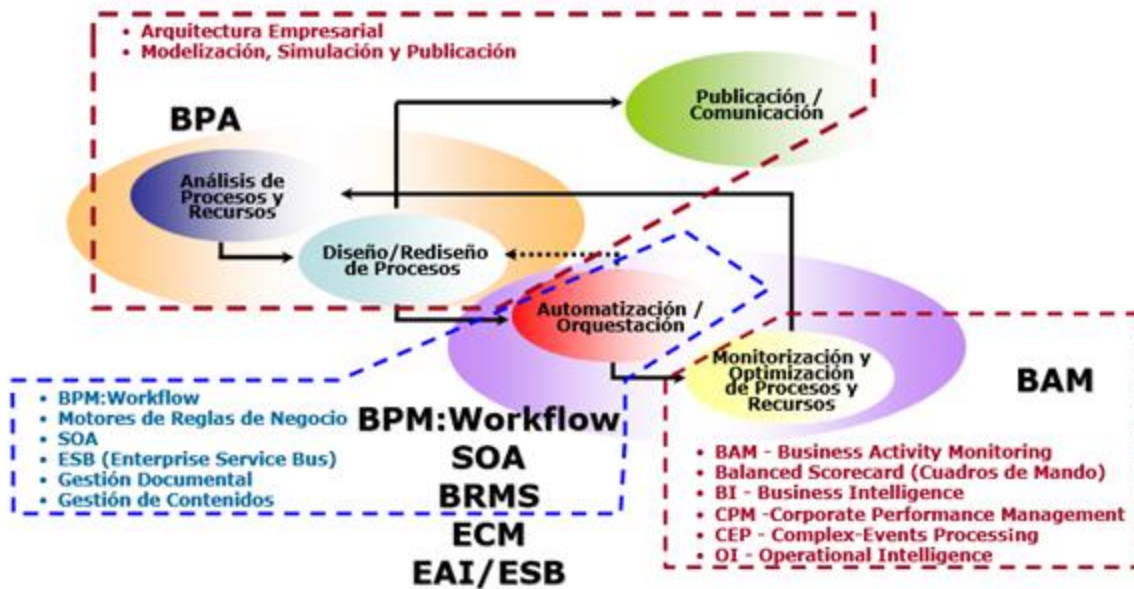 • Arquitectura Empresarial
• Modelización, Simulación y Publicación
Publicación /
Comunicación
BPA
Análisis de
Procesos y
Recursos
Diseño/Rediseño
de Procesos
Automatización /
Orquestación
Monitorización y
Optimización
de Procesos y
Recursos
BAM
• BPM:Workflow
• Motores de Reglas de Negocio
• SOA
• ESB (Enterprise Service Bus)
• Gestión Documental
• Gestión de Contenidos
BPM:Workflow
SOA
BRMS
ECM
EAI/ESB
• BAM - Business Activity Monitoring
• Balanced Scorecard (Cuadros de Mando)
• BI - Business Intelligence
• CPM -Corporate Performance Management
• CEP - Complex-Events Processing
• OI - Operational Intelligence